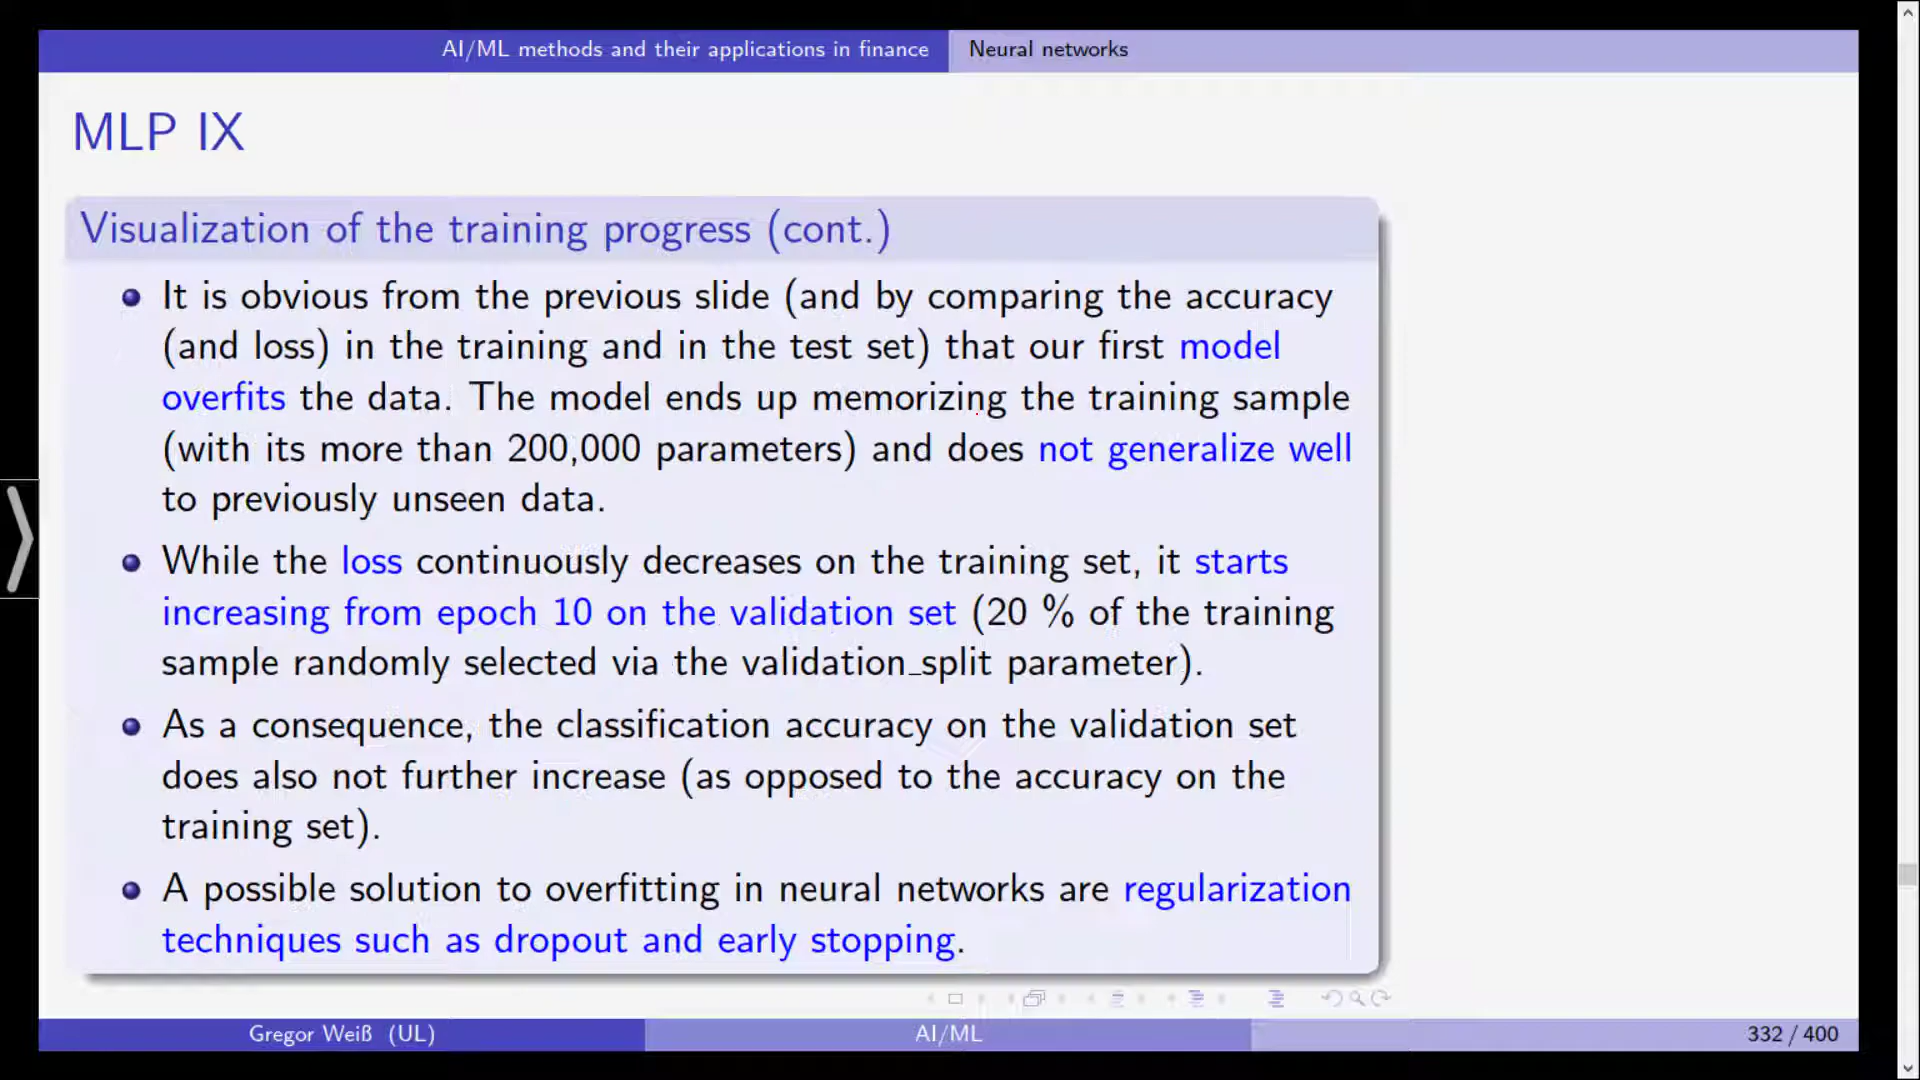 AI/ML methods and their applications in finance
Neural networks
MLP IX
Visualization of the training progress (cont.)
It is obvious from the previous slide (and by comparing the accuracy
(and loss) in the training and in the test set) that our first model
overfits the data. The model ends up memorizing the training sample
(with its more than 200,000 parameters) and does not generalize well
to previously unseen data.
While the loss continuously decreases on the training set, it starts
increasing from epoch 10 on the validation set (20 % of the training
sample randomly selected via the validation_split parameter).
As a consequence, the classification accuracy on the validation set
does also not further increase (as opposed to the accuracy on the
training set).
A possible solution to overfitting in neural networks are regularization
techniques such as dropout and early stopping.
Gregor Weiß (UL)
AI/ML
332 / 400